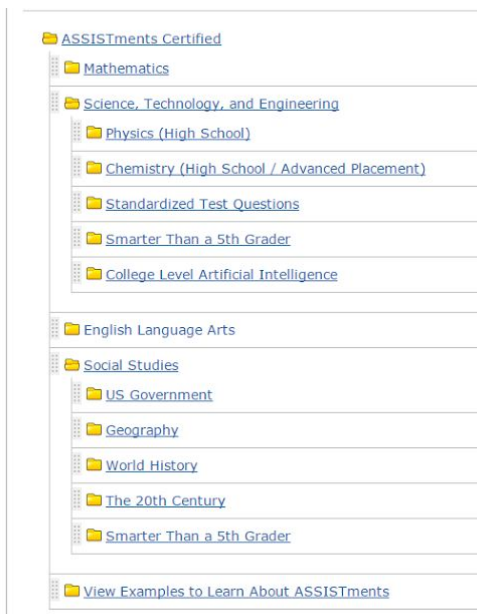 ASSISTments Certified
Mathematics
Science, Technology, and Engineering
Physics (High School)
Chemistry (High School / Advanced Placement)
Standardized Test Questions
Smarter Than a 5th Grader
College Level Artificial Intelligence
English Language Arts
Social Studies
US Government
Geography
World History
The 20th Century
Smarter Than a 5th Grader
View Examples to Learn About ASSISTments